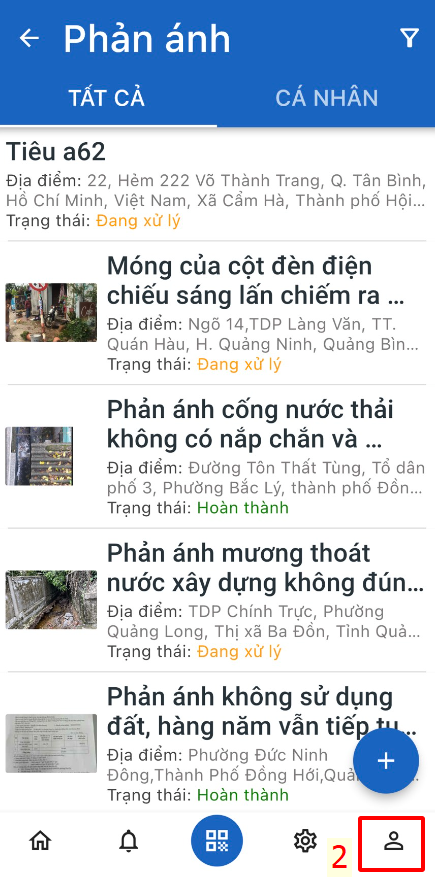 Phản ánh
TẤT CẢ
CÁ NHÂN
Tiêu a62
Địa điểm: 22, Hẻm 222 Võ Thành Trang, Q. Tân Bình,
Hồ Chí Minh, Việt Nam, Xã Cẩm Hà, Thành phố Hội...
Trạng thái: Đang xử lý
Móng của cột đèn điện
chiếu sáng lấn chiếm ra ...
Địa điểm: Ngõ 14,TDP Làng Văn, TT.
Quán Hàu, H. Quảng Ninh, Quảng Bìn...
Trạng thái: Đang xử lý
Phản ánh cống nước thải
không có nắp chắn và ...
Địa điểm: Đường Tôn Thất Tùng, Tổ dân
phố 3, Phường Bắc Lý, thành phố Đồn...
Trạng thái: Hoàn thành
Phản ánh mương thoát
nước xây dựng không đún...
Địa điểm: TDP Chính Trực, Phường
Quảng Long, Thị xã Ba Đồn, Tỉnh Quả...
Trạng thái: Đang xử lý
Phản ánh không sử dụng
đất, hàng năm vẫn tiếp tụ...
Địa điểm: Phường Đức Ninh
Đông,Thành Phố Đồng Hới,Quả...
Trạng thái: Hoàn thành
2